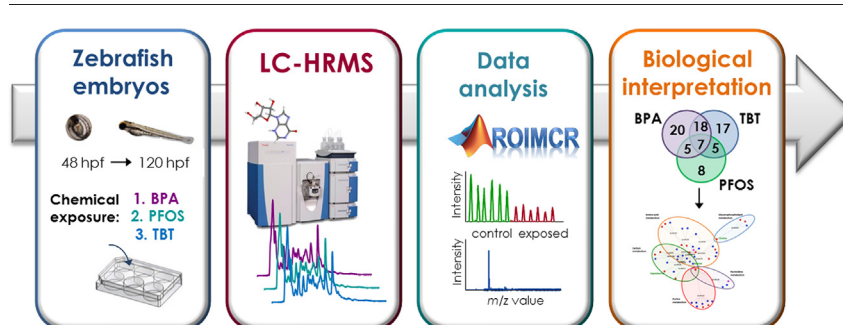 Zebrafish
embryos
48 hpf → 120 hpf
Chemical
exposure:
1. BPA
2. PFOS
3. TBT
LC-HRMS
Data
analysis
ROIMCR
Intensity
control exposed
Intensity
m/z value
Biological
interpretation
BPA
TBT
20 18 17
5 7 5
8
PFOS